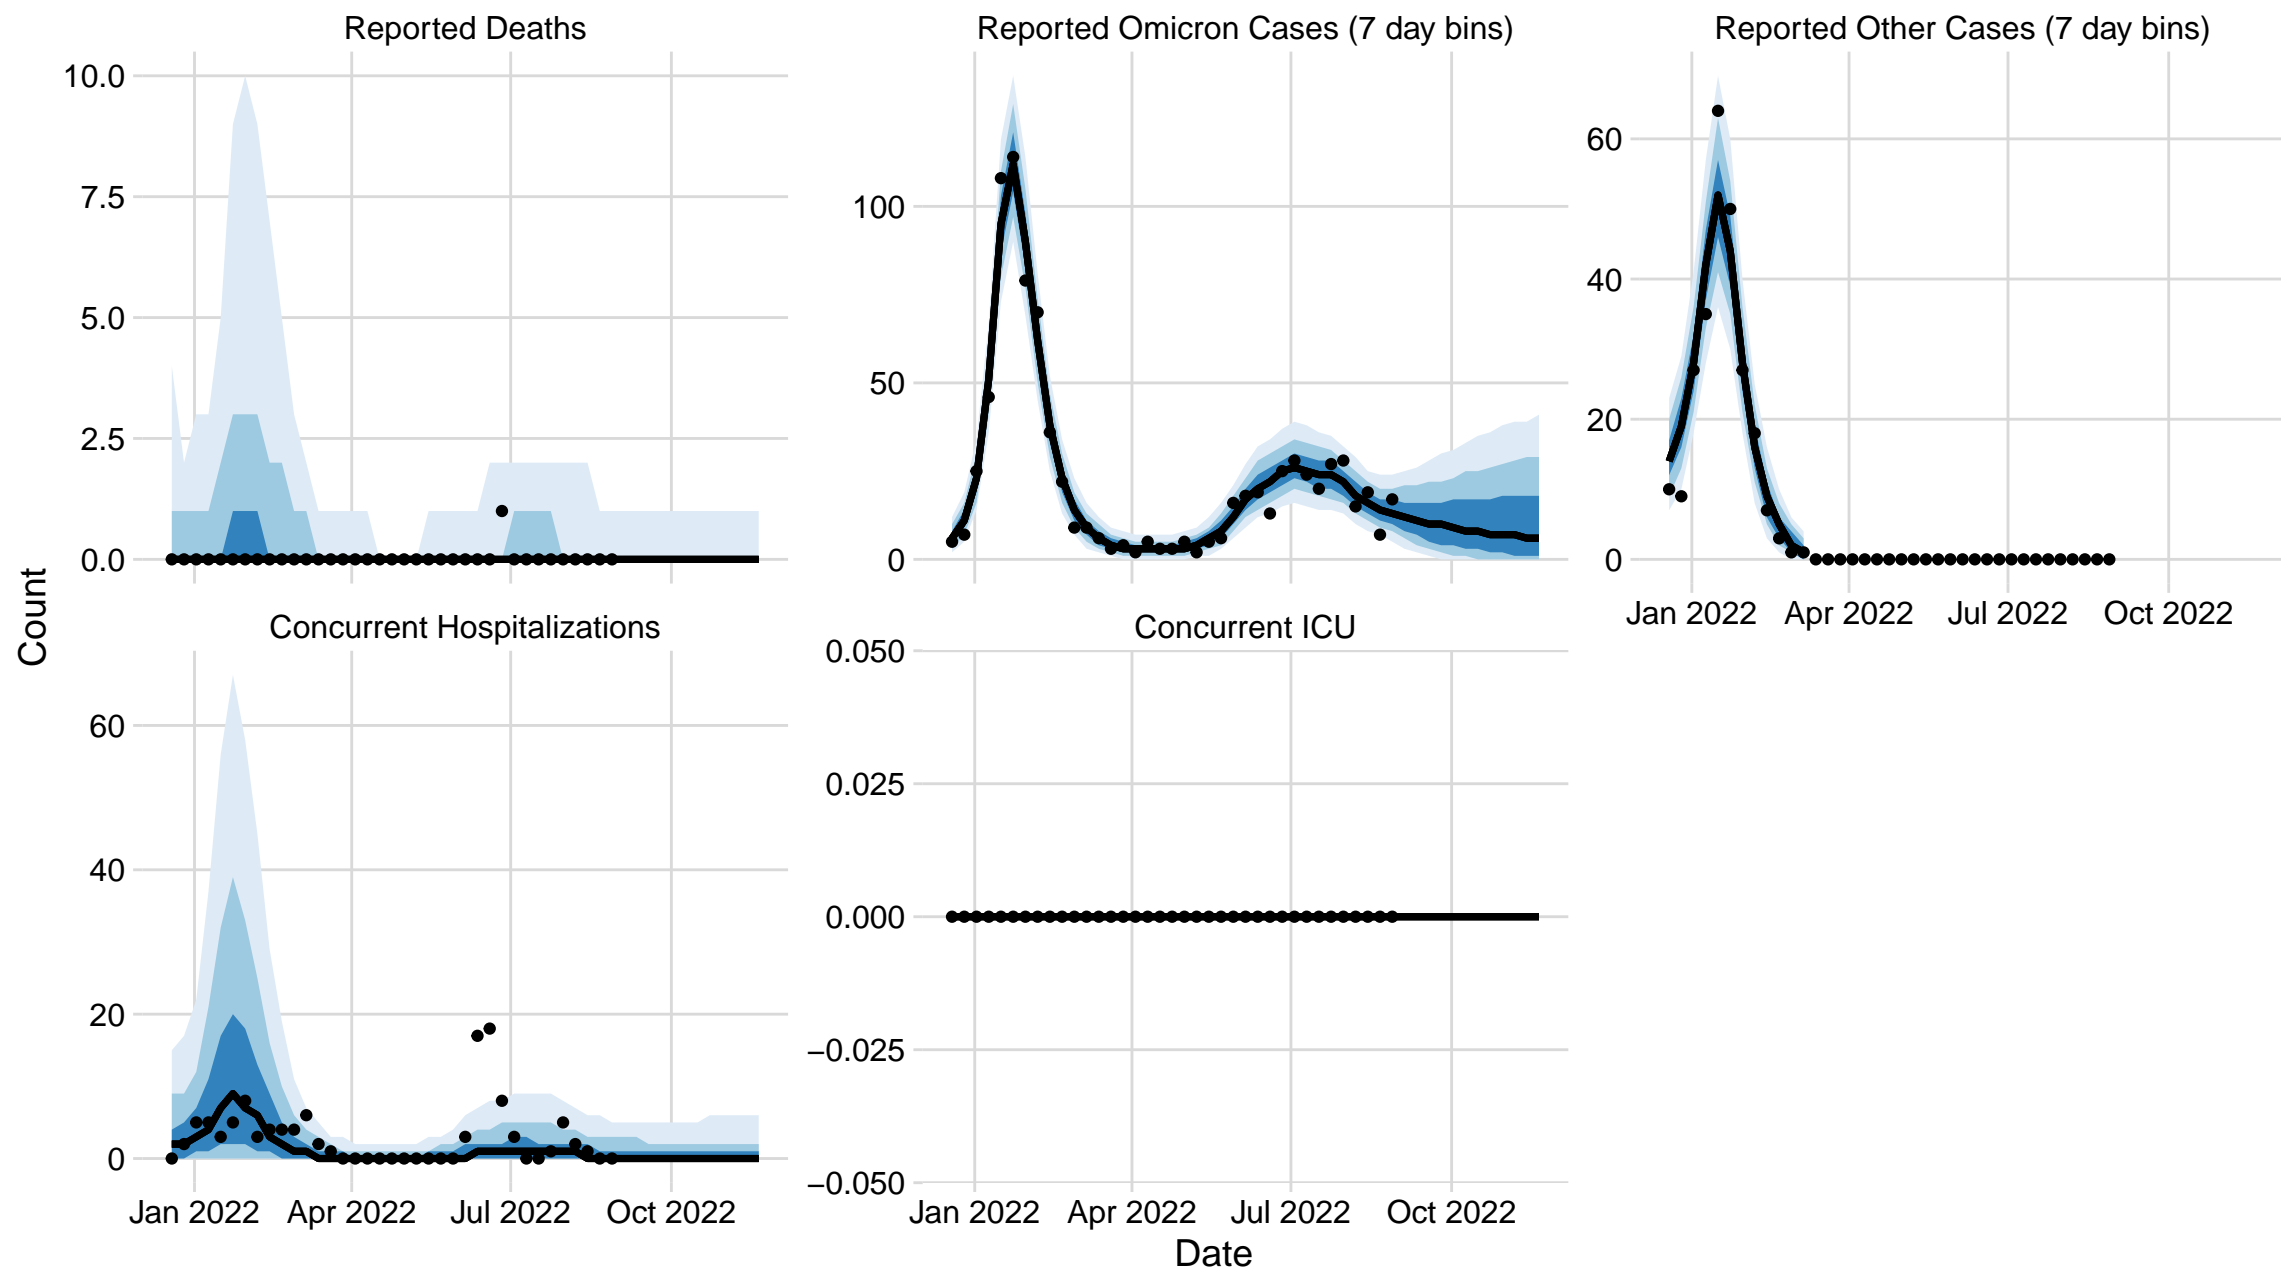 Reported Deaths
Reported Omicron Cases (7 day bins)
Reported Other Cases (7 day bins)
10.0
7.5
5.0
2.5
0.0
100
50
0
60
40
20
0
Jan 2022 Apr 2022 Jul 2022 Oct 2022
Count
Concurrent Hospitalizations
Concurrent ICU
60
40
20
0
0.050
0.025
0.000
−0.025
−0.050
Jan 2022 Apr 2022 Jul 2022 Oct 2022
Jan 2022 Apr 2022 Jul 2022 Oct 2022
Date